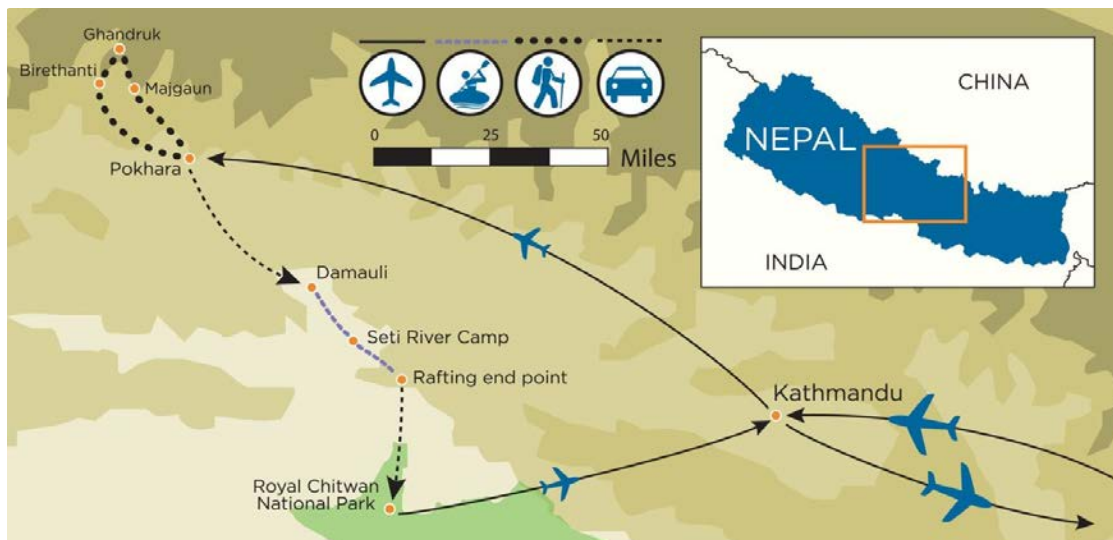 Ghandruk
Birethanti
Majgaun
Pokhara
0 25 50
Miles
CHINA
NEPAL
INDIA
Damauli
Seti River Camp
Rafting end point
Kathmandu
Royal Chitwan
National Park